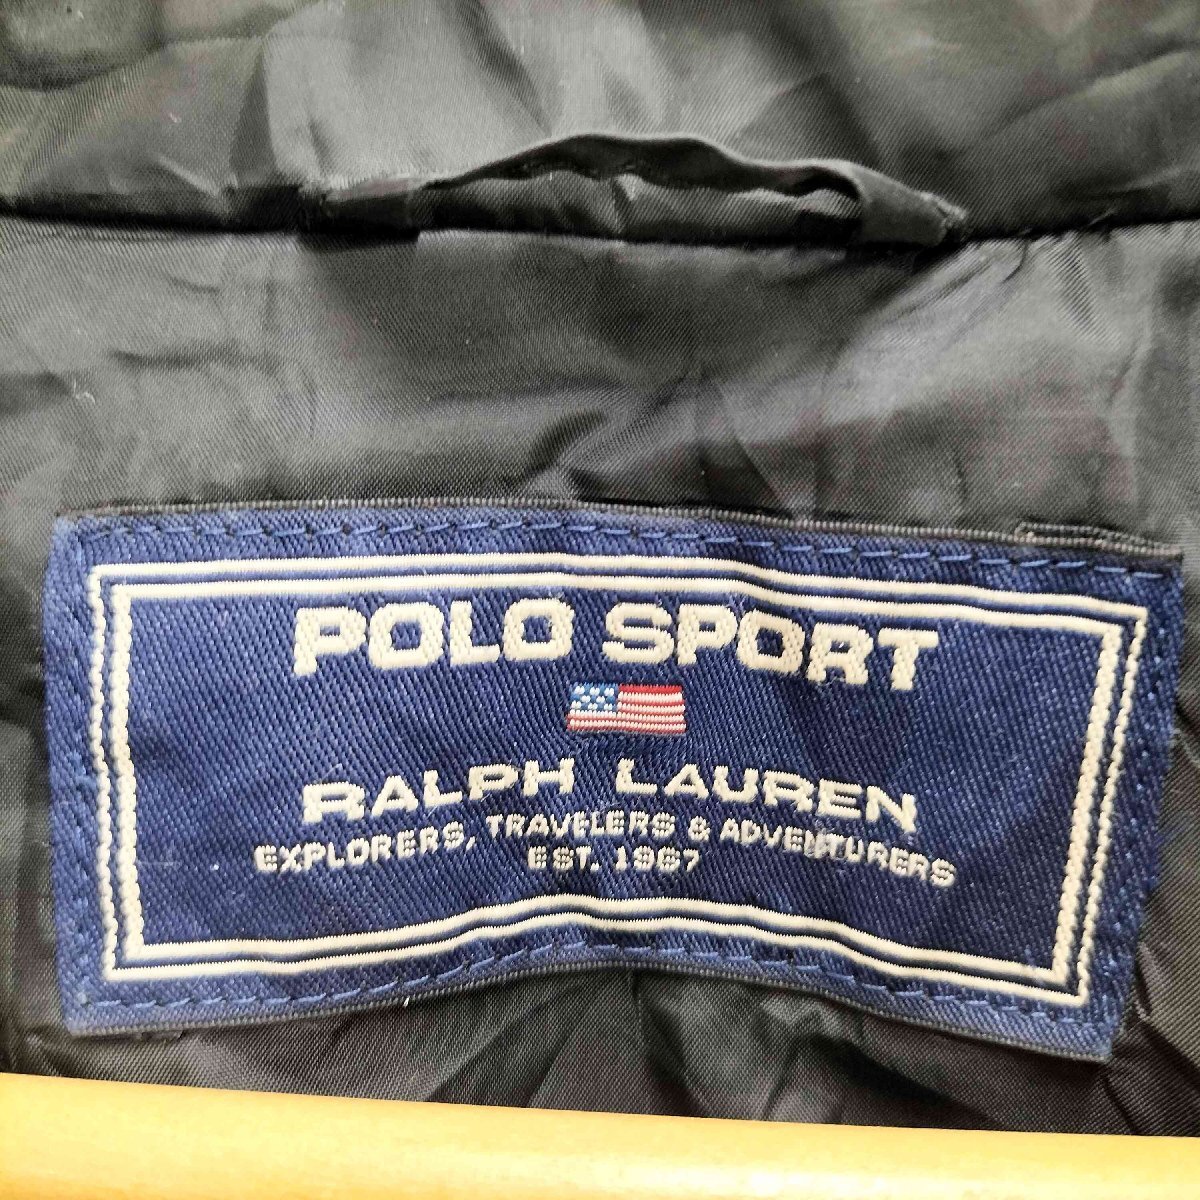 POLO SPORT
RALPH LAUREN
EXPLORERS, TRAVELERS & ADVENTURERS
EST. 1967